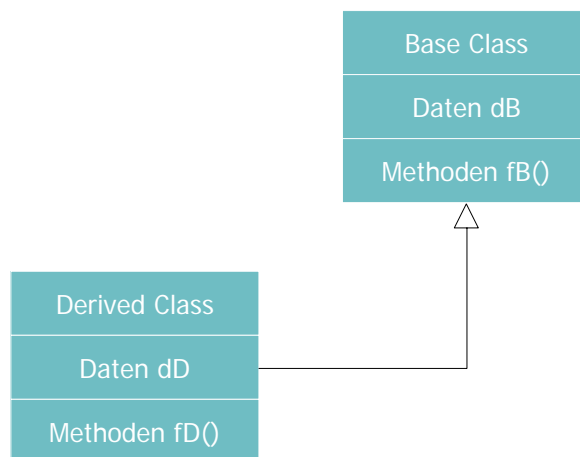 Base Class
Daten dB
Methoden fB()
Derived Class
Daten dD
Methoden fD()